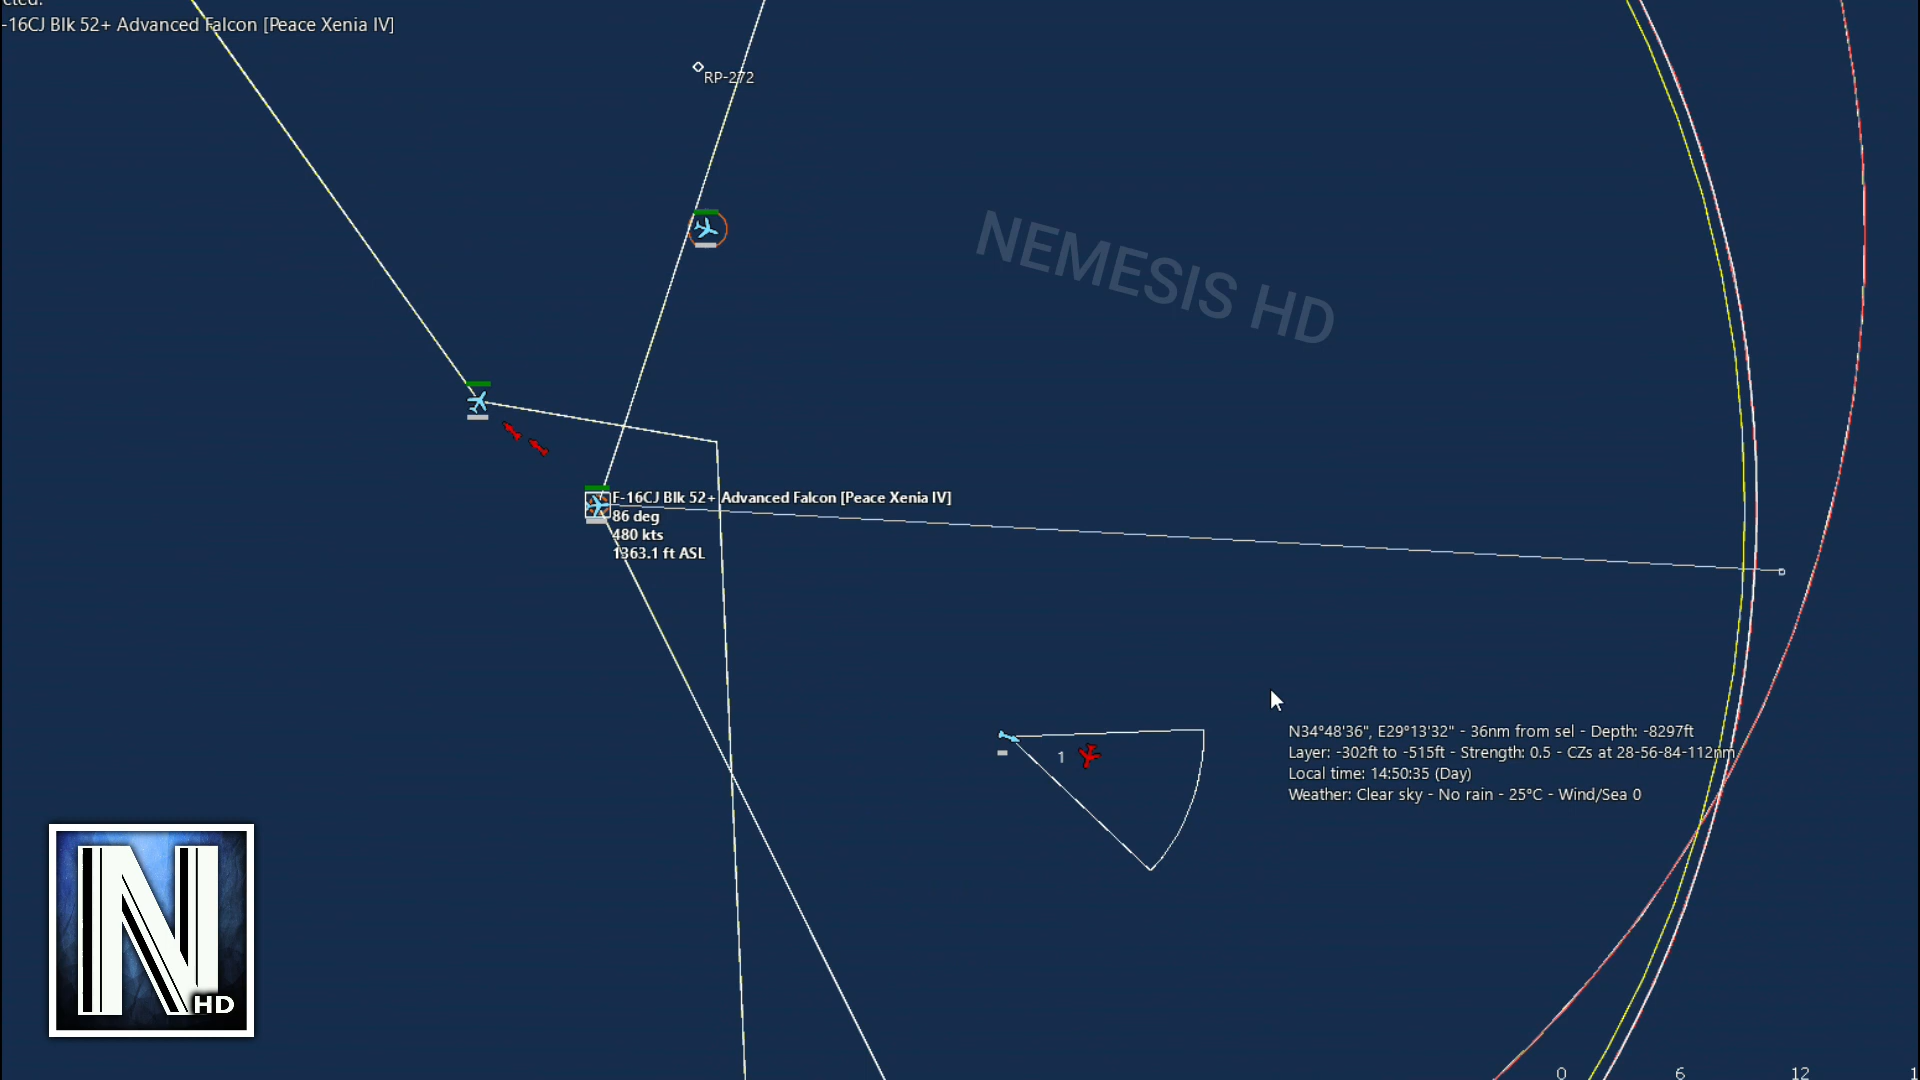 -16CJ Blk 52+ Advanced Falcon [Peace Xenia IV]
RP-272
NEMESIS HD
F-16CJ Blk 52+ Advanced Falcon [Peace Xenia IV]
86 deg
480 kts
1363.1 ft ASL
1
N34°48'36", E29°13'32" - 36nm from sel - Depth: -8297ft
Layer: -302ft to -515ft - Strength: 0.5 - CZs at 28-56-84-112nm
Local time: 14:50:35 (Day)
Weather: Clear sky - No rain - 25°C - Wind/Sea 0
N HD
0 6 12 1